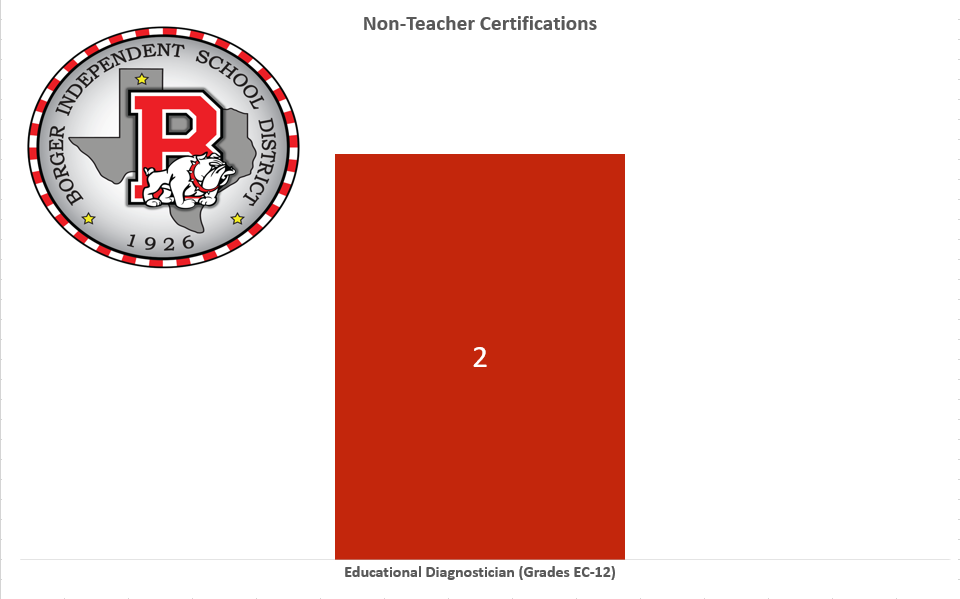 Non-Teacher Certifications
BORGER INDEPENDENT SCHOOL DISTRICT
B
1926
2
Educational Diagnostician (Grades EC-12)